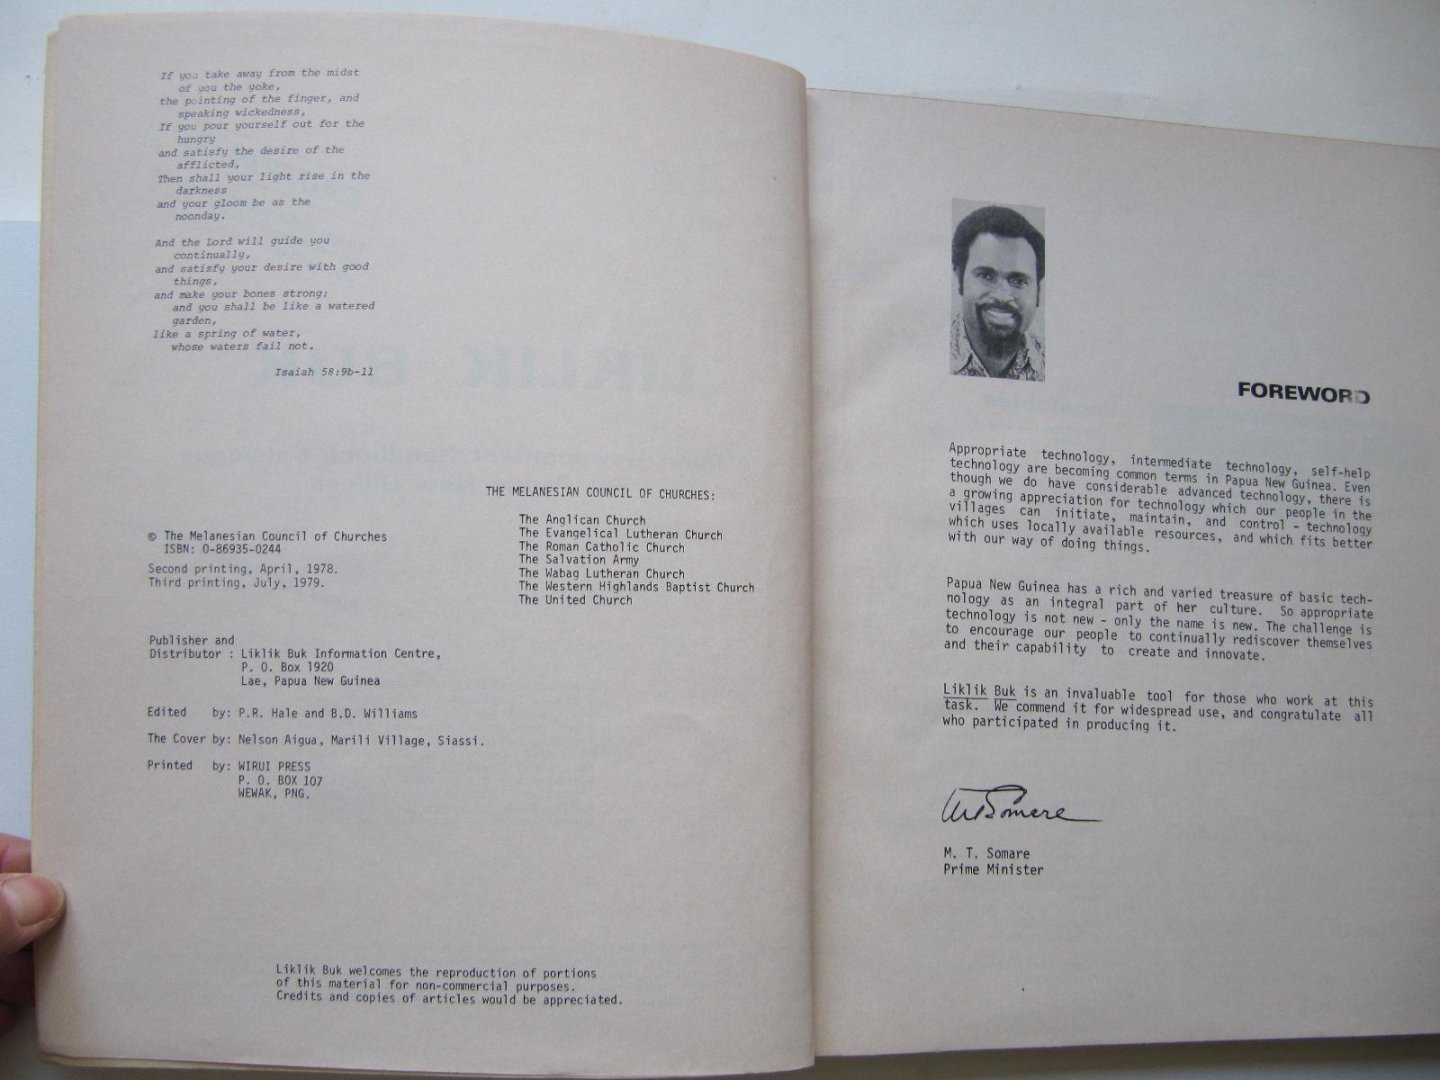 If you take away from the midst
of you the yoke,
the pointing of the finger, and
speaking wickedness,
If you pour yourself out for the
hungry
and satisfy the desire of the
afflicted,
Then shall your light rise in the
darkness
and your gloom be as the
noonday.
And the Lord will guide you
continually,
and satisfy your desire with good
things,
and make your bones strong;
and you shall be like a watered
garden,
like a spring of water,
whose waters fail not.
Isaiah 58:9b-11
THE MELANESIAN COUNCIL OF CHURCHES:
The Anglican Church
The Evangelical Lutheran Church
The Roman Catholic Church
The Salvation Army
The Wabag Lutheran Church
The Western Highlands Baptist Church
The United Church
© The Melanesian Council of Churches
ISBN: 0-86935-0244
Second printing, April, 1978.
Third printing, July, 1979.
Publisher and
Distributor : Liklik Buk Information Centre,
P. O. Box 1920
Lae, Papua New Guinea
Edited by: P.R. Hale and B.D. Williams
The Cover by: Nelson Aigua, Marili Village, Siassi.
Printed by: WIRUI PRESS
P. O. BOX 107
WEWAK, PNG.
Liklik Buk welcomes the reproduction of portions
of this material for non-commercial purposes.
Credits and copies of articles would be appreciated.
FOREWORD
Appropriate technology, intermediate technology, self-help
technology are becoming common terms in Papua New Guinea. Even
though we do have considerable advanced technology, there is
a growing appreciation for technology which our people in the
villages can initiate, maintain, and control - technology
which uses locally available resources, and which fits better
with our way of doing things.
Papua New Guinea has a rich and varied treasure of basic tech-
nology as an integral part of her culture. So appropriate
technology is not new - only the name is new. The challenge is
to encourage our people to continually rediscover themselves
and their capability to create and innovate.
Liklik Buk is an invaluable tool for those who work at this
task. We commend it for widespread use, and congratulate all
who participated in producing it.
MTSomare
M. T. Somare
Prime Minister